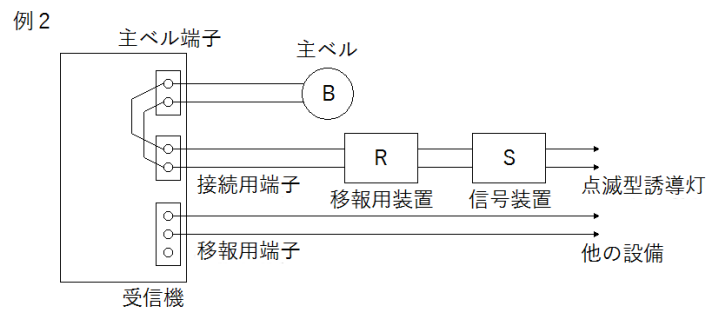 例２
主ベル端子
主ベル
B
R
S
接続用端子
移報用装置
信号装置
点滅型誘導灯
移報用端子
他の設備
受信機